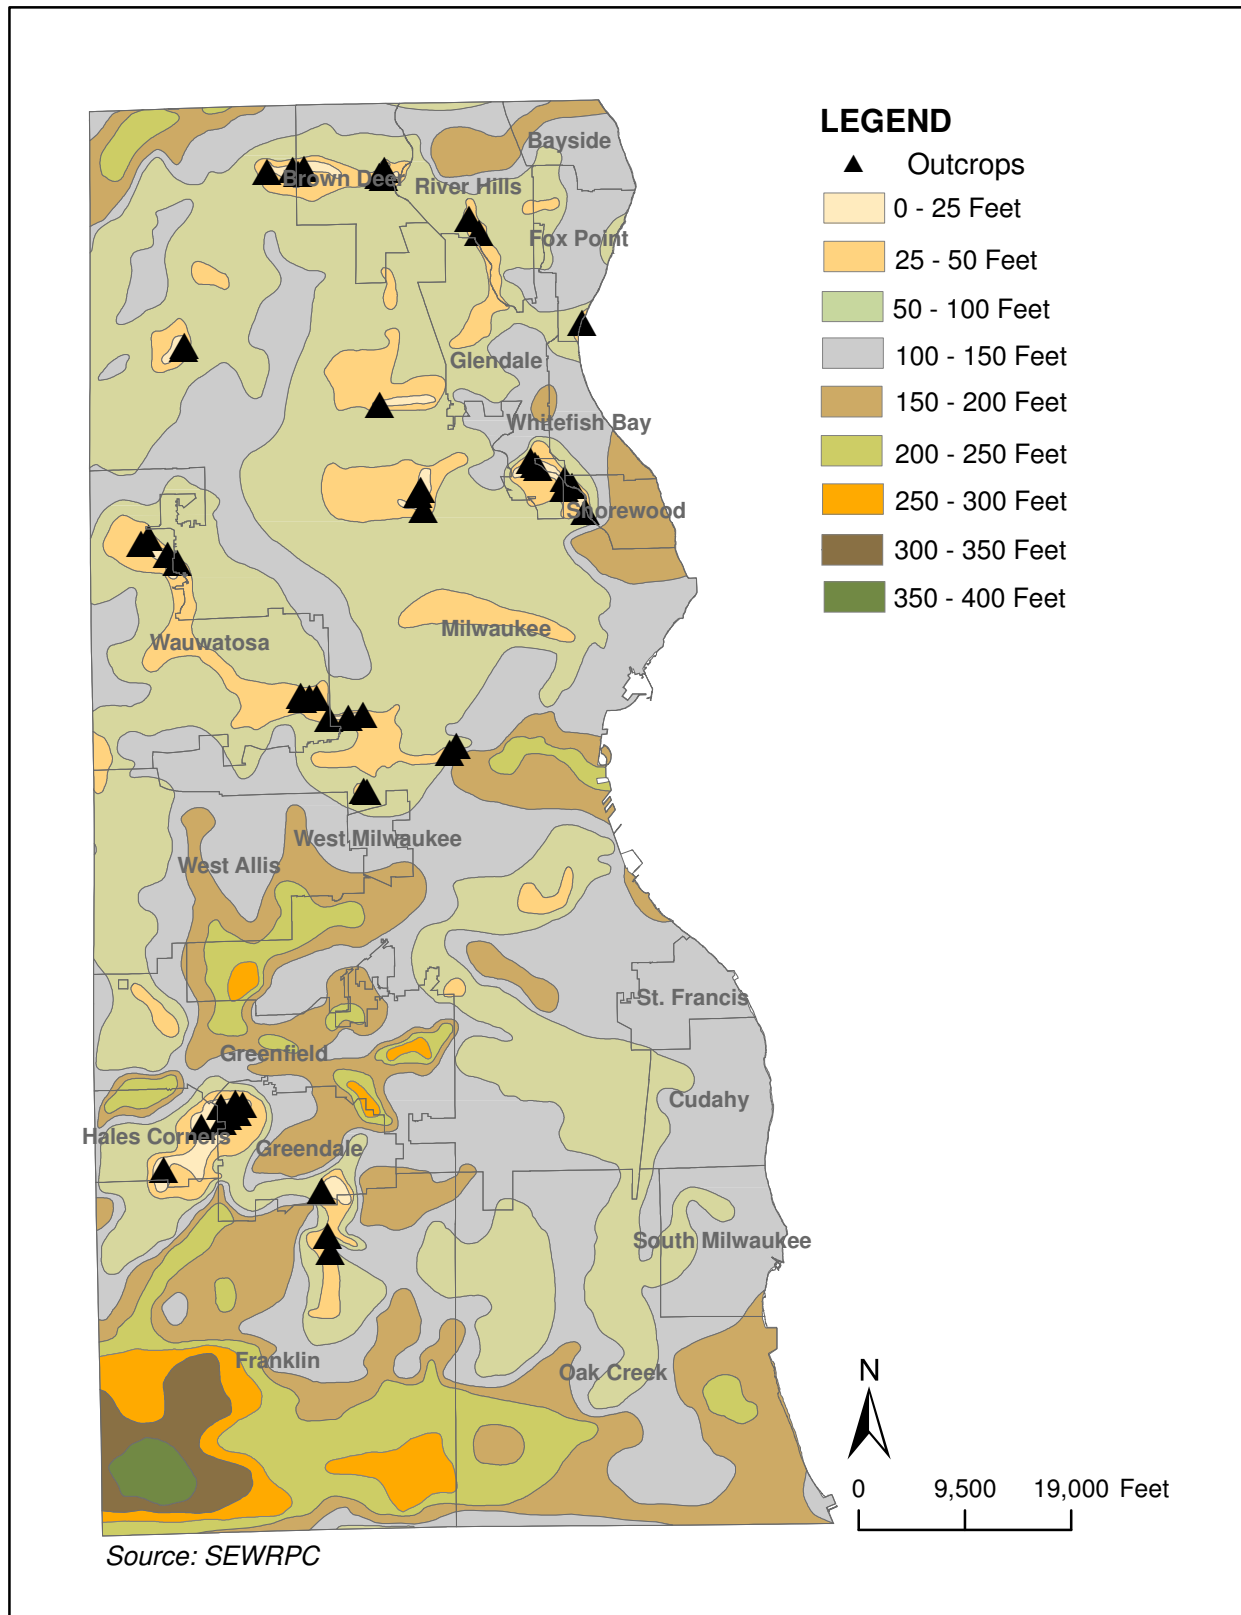 LEGEND
Outcrops
0 - 25 Feet
25 - 50 Feet
50 - 100 Feet
100 - 150 Feet
150 - 200 Feet
200 - 250 Feet
250 - 300 Feet
300 - 350 Feet
350 - 400 Feet
Bayside
Brown Deer
River Hills
Fox Point
Glendale
Whitefish Bay
Shorewood
Milwaukee
Wauwatosa
West Milwaukee
West Allis
St. Francis
Greenfield
Cudahy
Hales Corners
Greendale
South Milwaukee
Franklin
Oak Creek
N
0 9,500 19,000 Feet
Source: SEWRPC